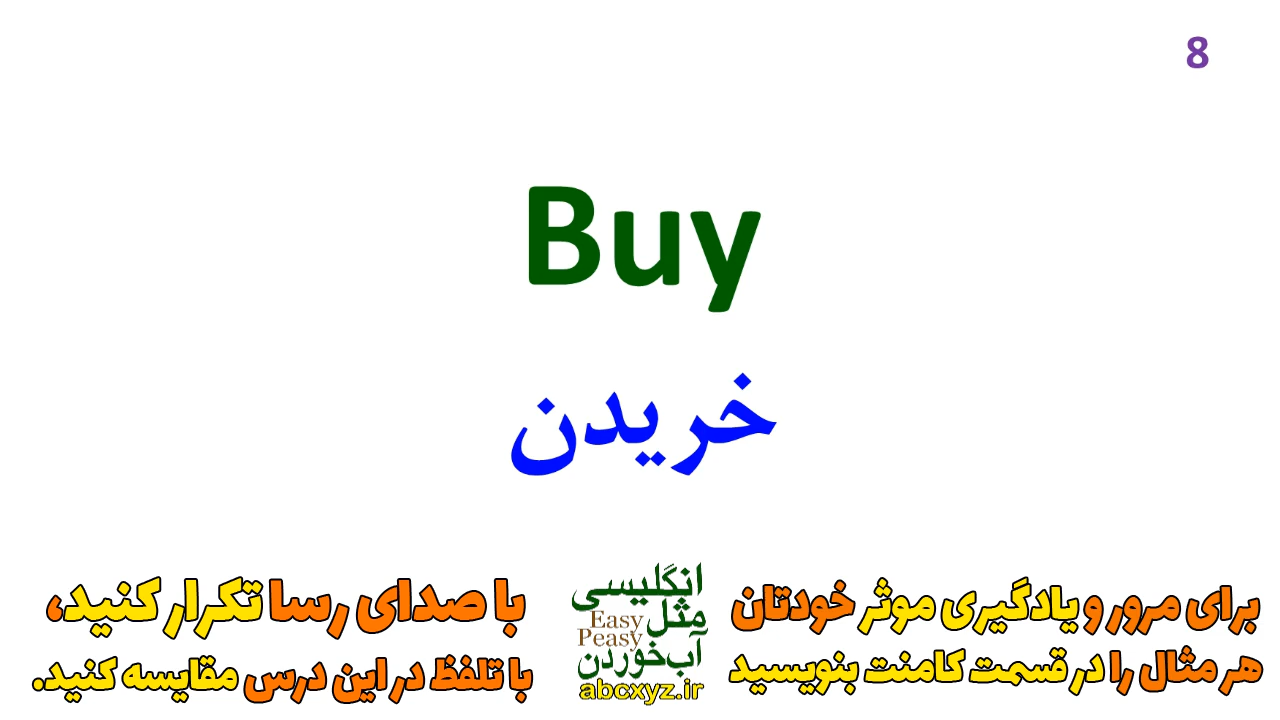 8
Buy
خریدن
برای مرور و یادگیری موثر خودتان
هر مثال را در قسمت کامنت بنویسید
انگلیسی
مثل
Easy
Peasy
آب‌خوردن
abcxyz.ir
با صدای رسا تکرار کنید،
با تلفظ در این درس مقایسه کنید.